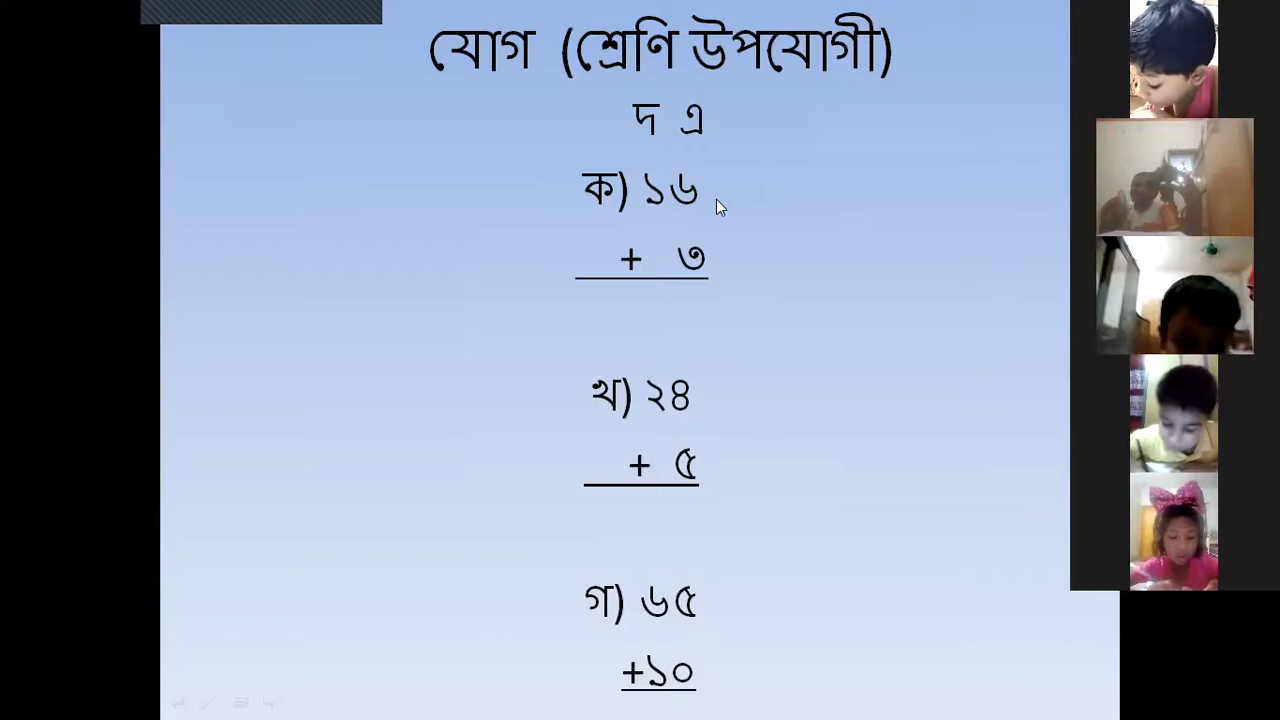 যোগ (শ্রেণি উপযোগী)
দ এ
ক) ১৬
+ ৩
খ) ২৪
+ ৫
গ) ৬৫
+১০